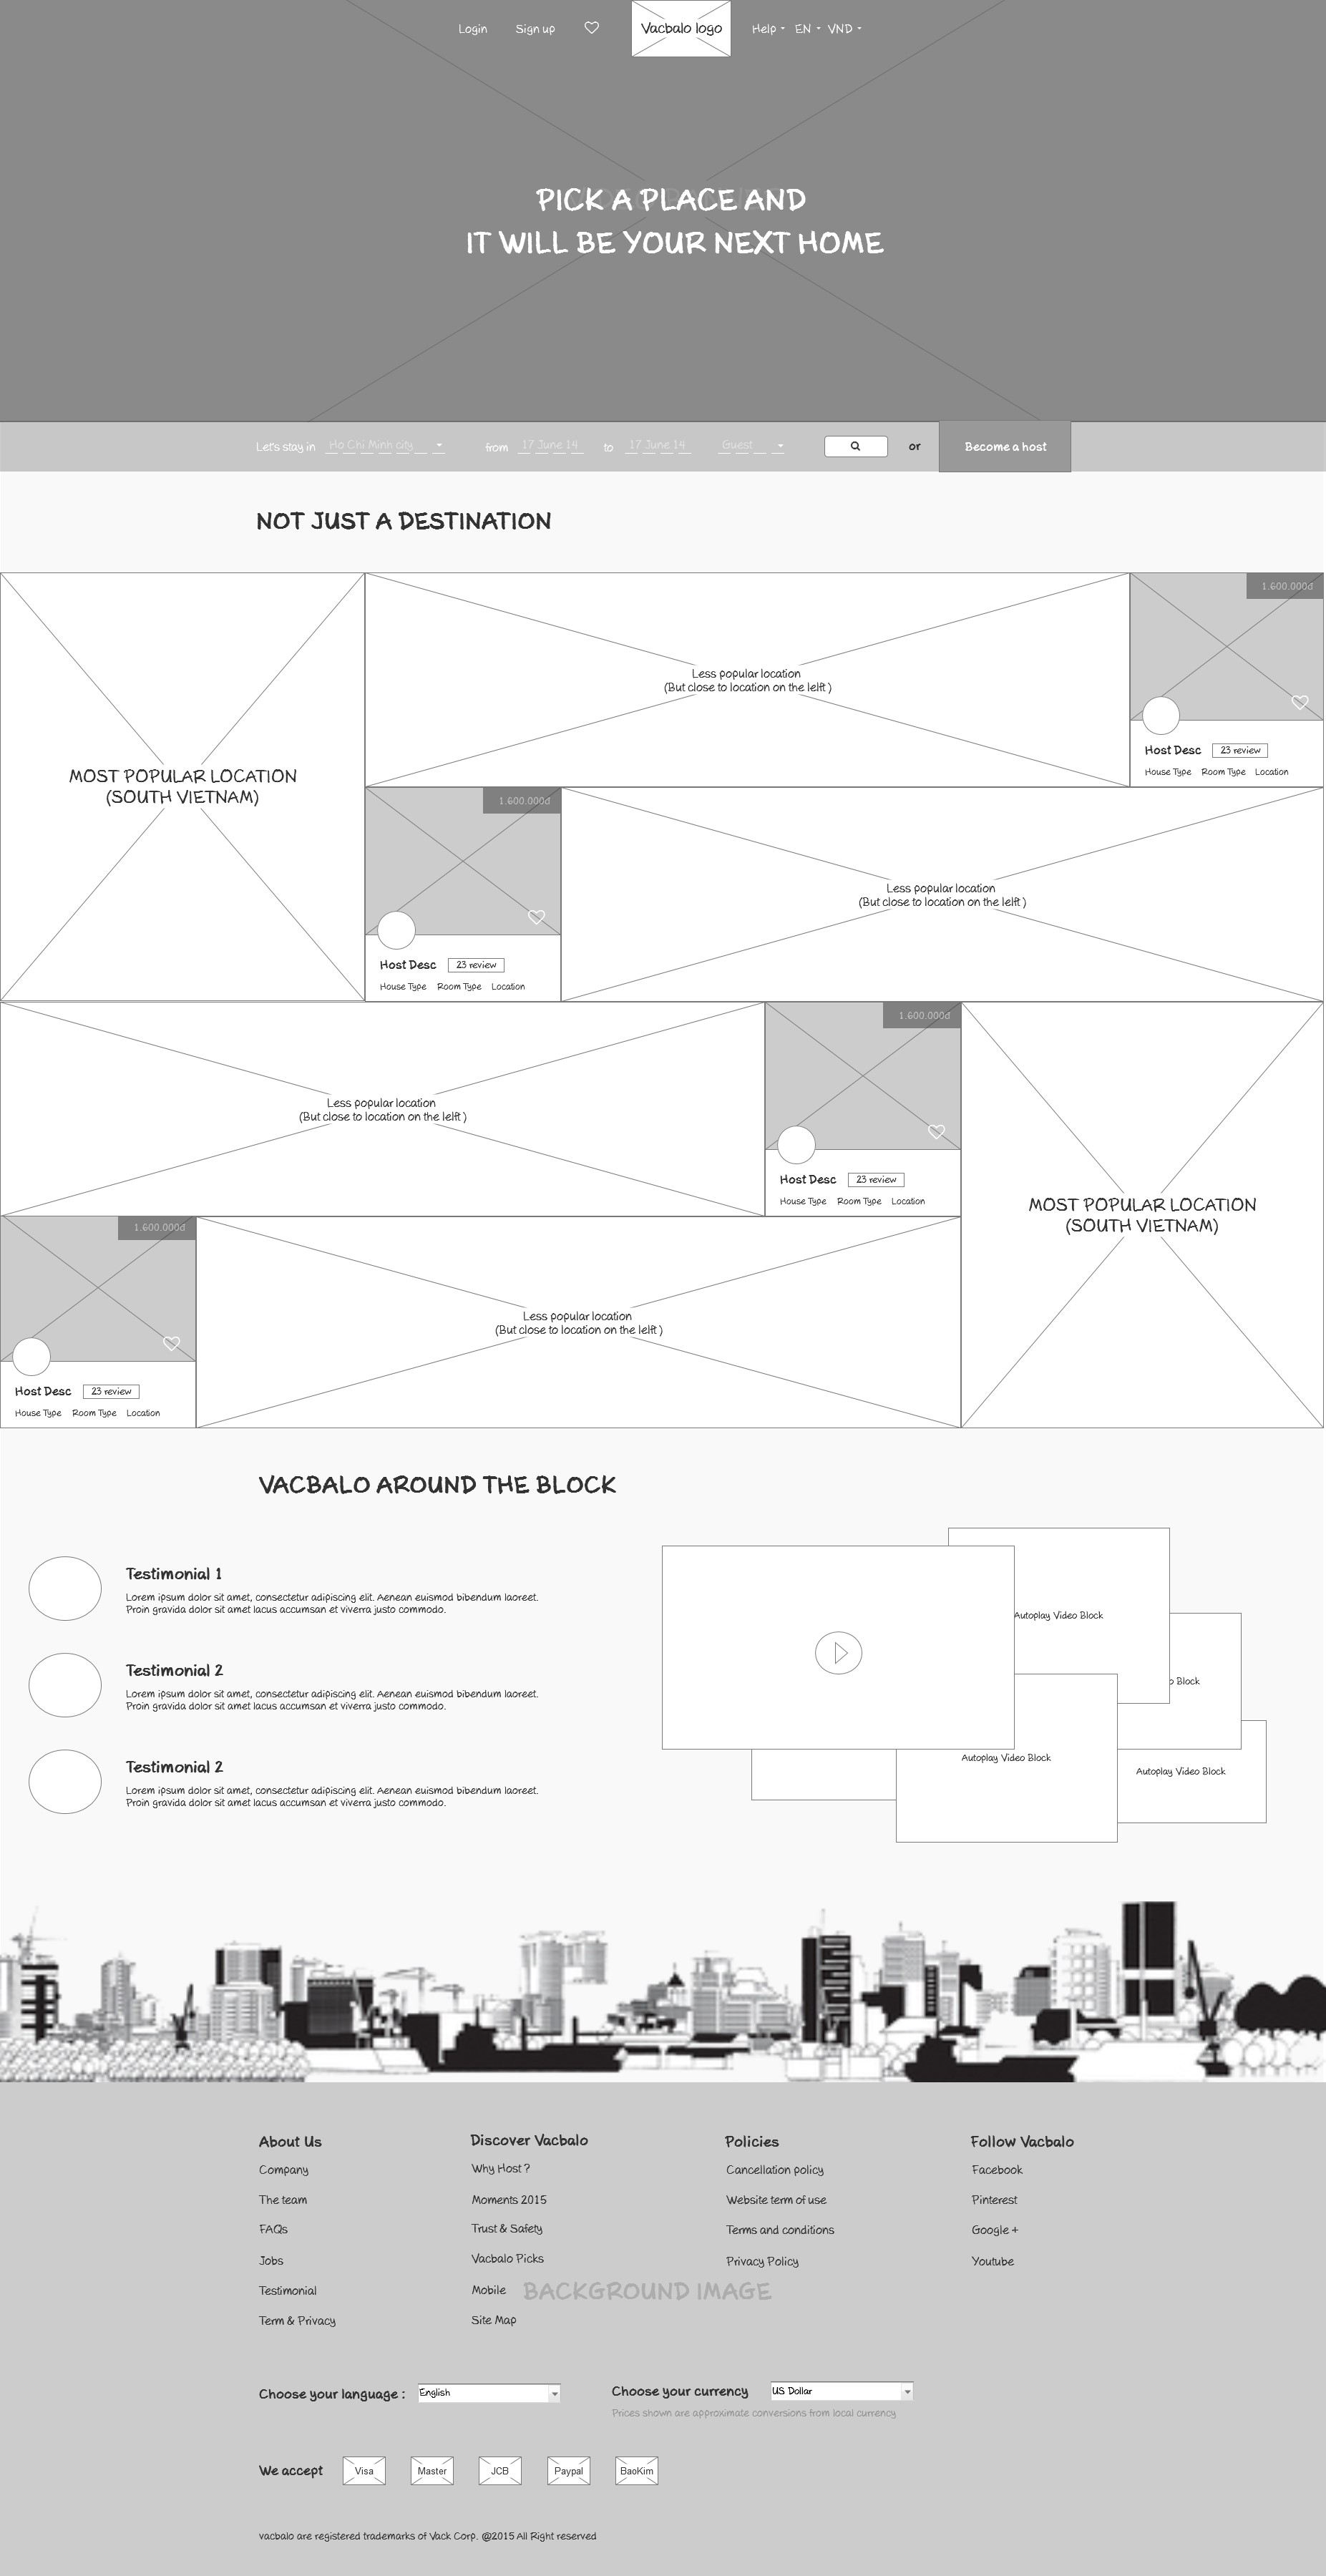 Login Sign up Vacbalo logo Help EN VND
PICK A PLACE AND
IT WILL BE YOUR NEXT HOME
Let's stay in Ho Chi Minh city from 17 June 14 to 17 June 14 Guest or Become a host
NOT JUST A DESTINATION
MOST POPULAR LOCATION
(SOUTH VIETNAM)
Less popular location
(But close to location on the lelft )
1.600.000đ
Host Desc 23 review
House Type Room Type Location
1.600.000đ
Host Desc 23 review
House Type Room Type Location
Less popular location
(But close to location on the lelft )
Less popular location
(But close to location on the lelft )
1.600.000đ
Host Desc 23 review
House Type Room Type Location
MOST POPULAR LOCATION
(SOUTH VIETNAM)
1.600.000đ
Host Desc 23 review
House Type Room Type Location
Less popular location
(But close to location on the lelft )
VACBALO AROUND THE BLOCK
Testimonial 1
Lorem ipsum dolor sit amet, consectetur adipiscing elit. Aenean euismod bibendum laoreet.
Proin gravida dolor sit amet lacus accumsan et viverra justo commodo.
Testimonial 2
Lorem ipsum dolor sit amet, consectetur adipiscing elit. Aenean euismod bibendum laoreet.
Proin gravida dolor sit amet lacus accumsan et viverra justo commodo.
Testimonial 2
Lorem ipsum dolor sit amet, consectetur adipiscing elit. Aenean euismod bibendum laoreet.
Proin gravida dolor sit amet lacus accumsan et viverra justo commodo.
Autoplay Video Block
Block
Autoplay Video Block
Autoplay Video Block
About Us
Company
The team
FAQs
Jobs
Testimonial
Term & Privacy
Discover Vacbalo
Why Host ?
Moments 2015
Trust & Safety
Vacbalo Picks
Mobile
Site Map
BACKGROUND IMAGE
Policies
Cancellation policy
Website term of use
Terms and conditions
Privacy Policy
Follow Vacbalo
Facebook
Pinterest
Google +
Youtube
Choose your language : English
Choose your currency US Dollar
Prices shown are approximate conversions from local currency
We accept Visa Master JCB Paypal BaoKim
vacbalo are registered trademarks of Vack Corp. @2015 All Right reserved